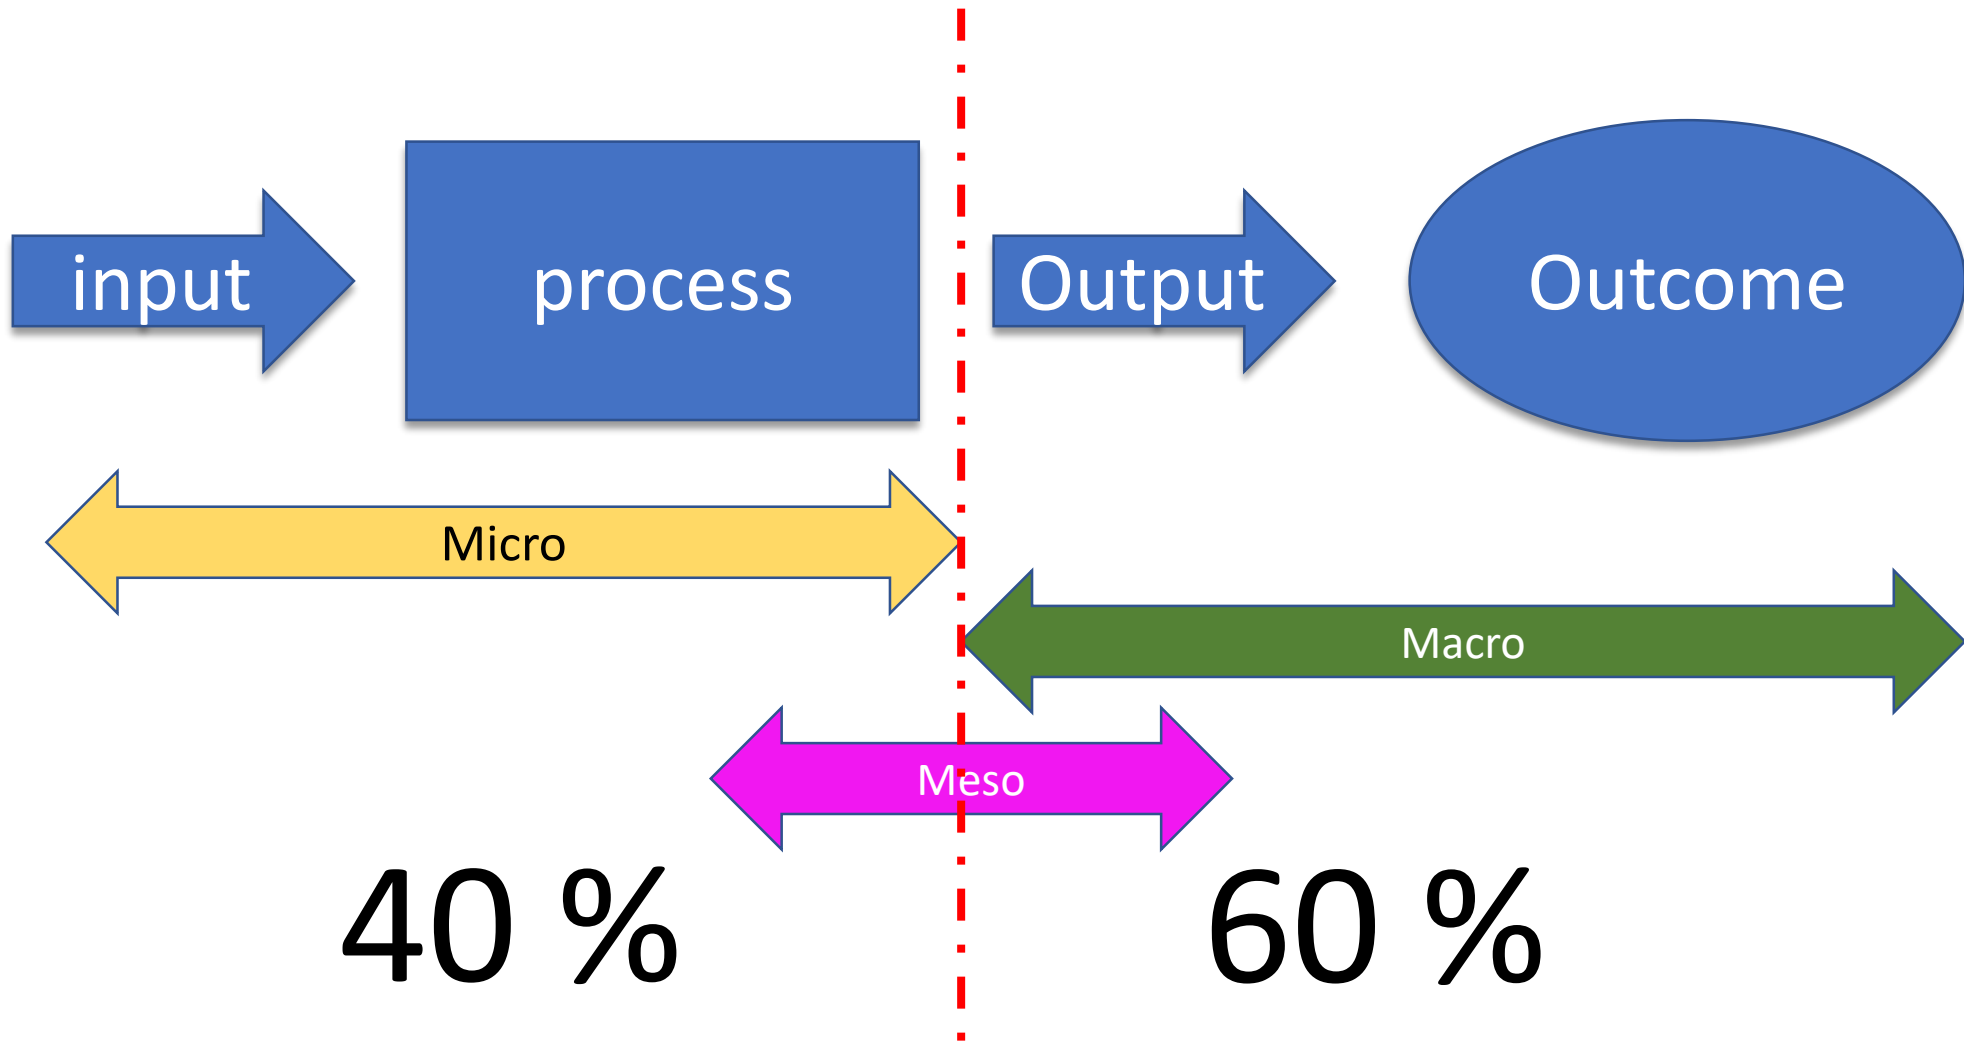 input
process
Output
Outcome
Micro
Macro
Meso
40 %
60 %